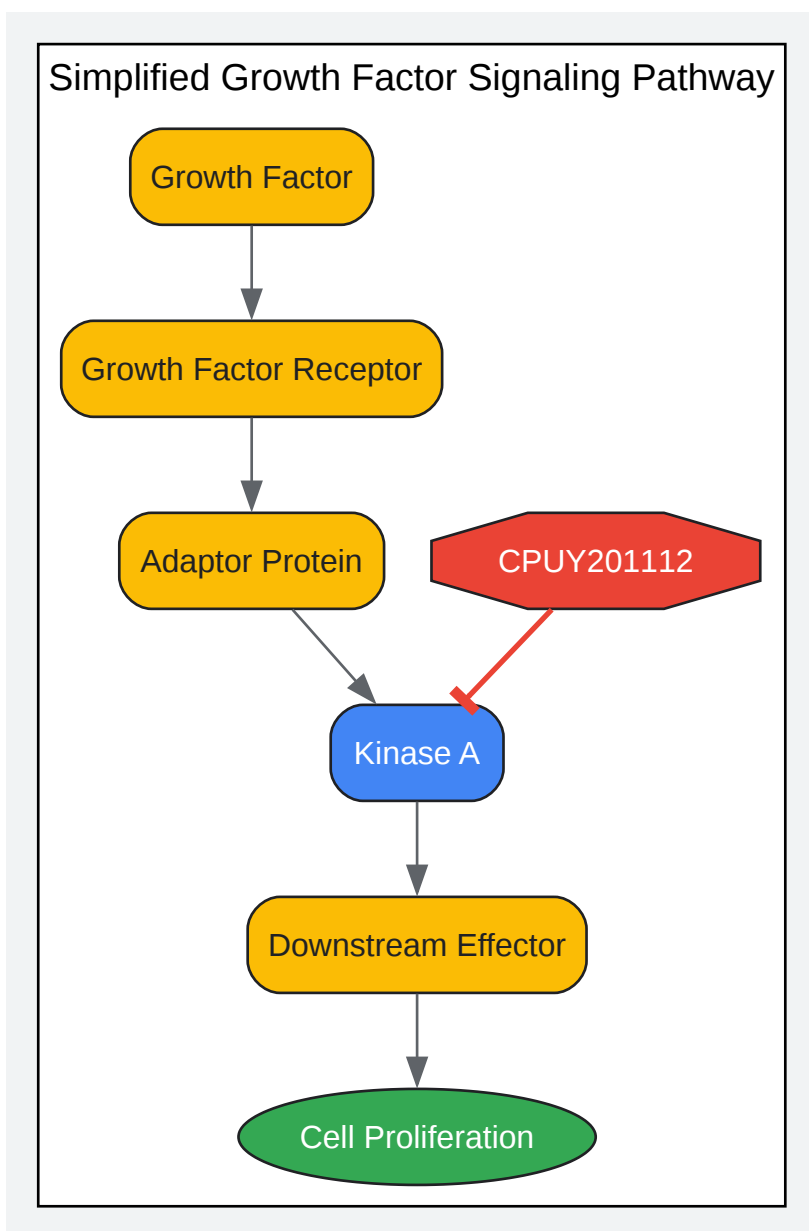 Simplified Growth Factor Signaling Pathway
Growth Factor
Growth Factor Receptor
Adaptor Protein
CPUY201112
Kinase A
Downstream Effector
Cell Proliferation